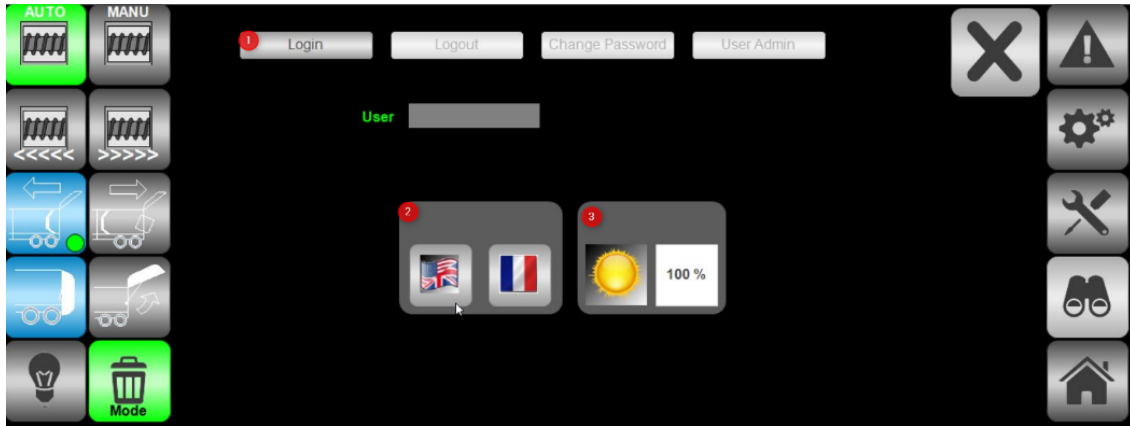 AUTO MANU
1 Login Logout Change Password User Admin
User
<<<<< >>>>>
2 3
100 %
Mode